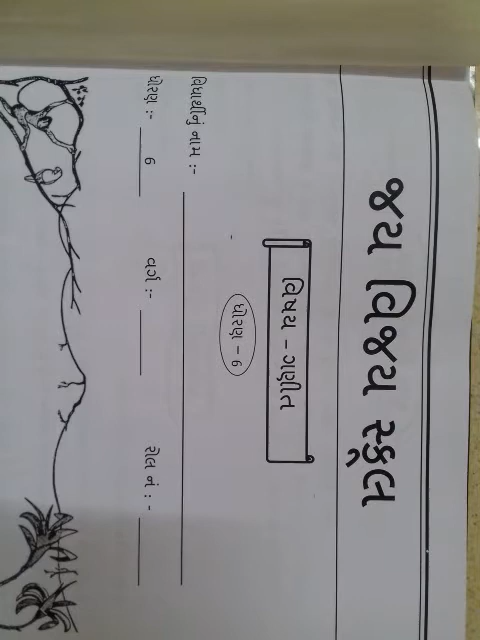 જય વિજય સ્કૂલ
વિષય - ગણિત
ધોરણ - 6
વિધાર્થીનું નામ :-
ધોરણ :- 6 વર્ગ :- રોલ નં : -